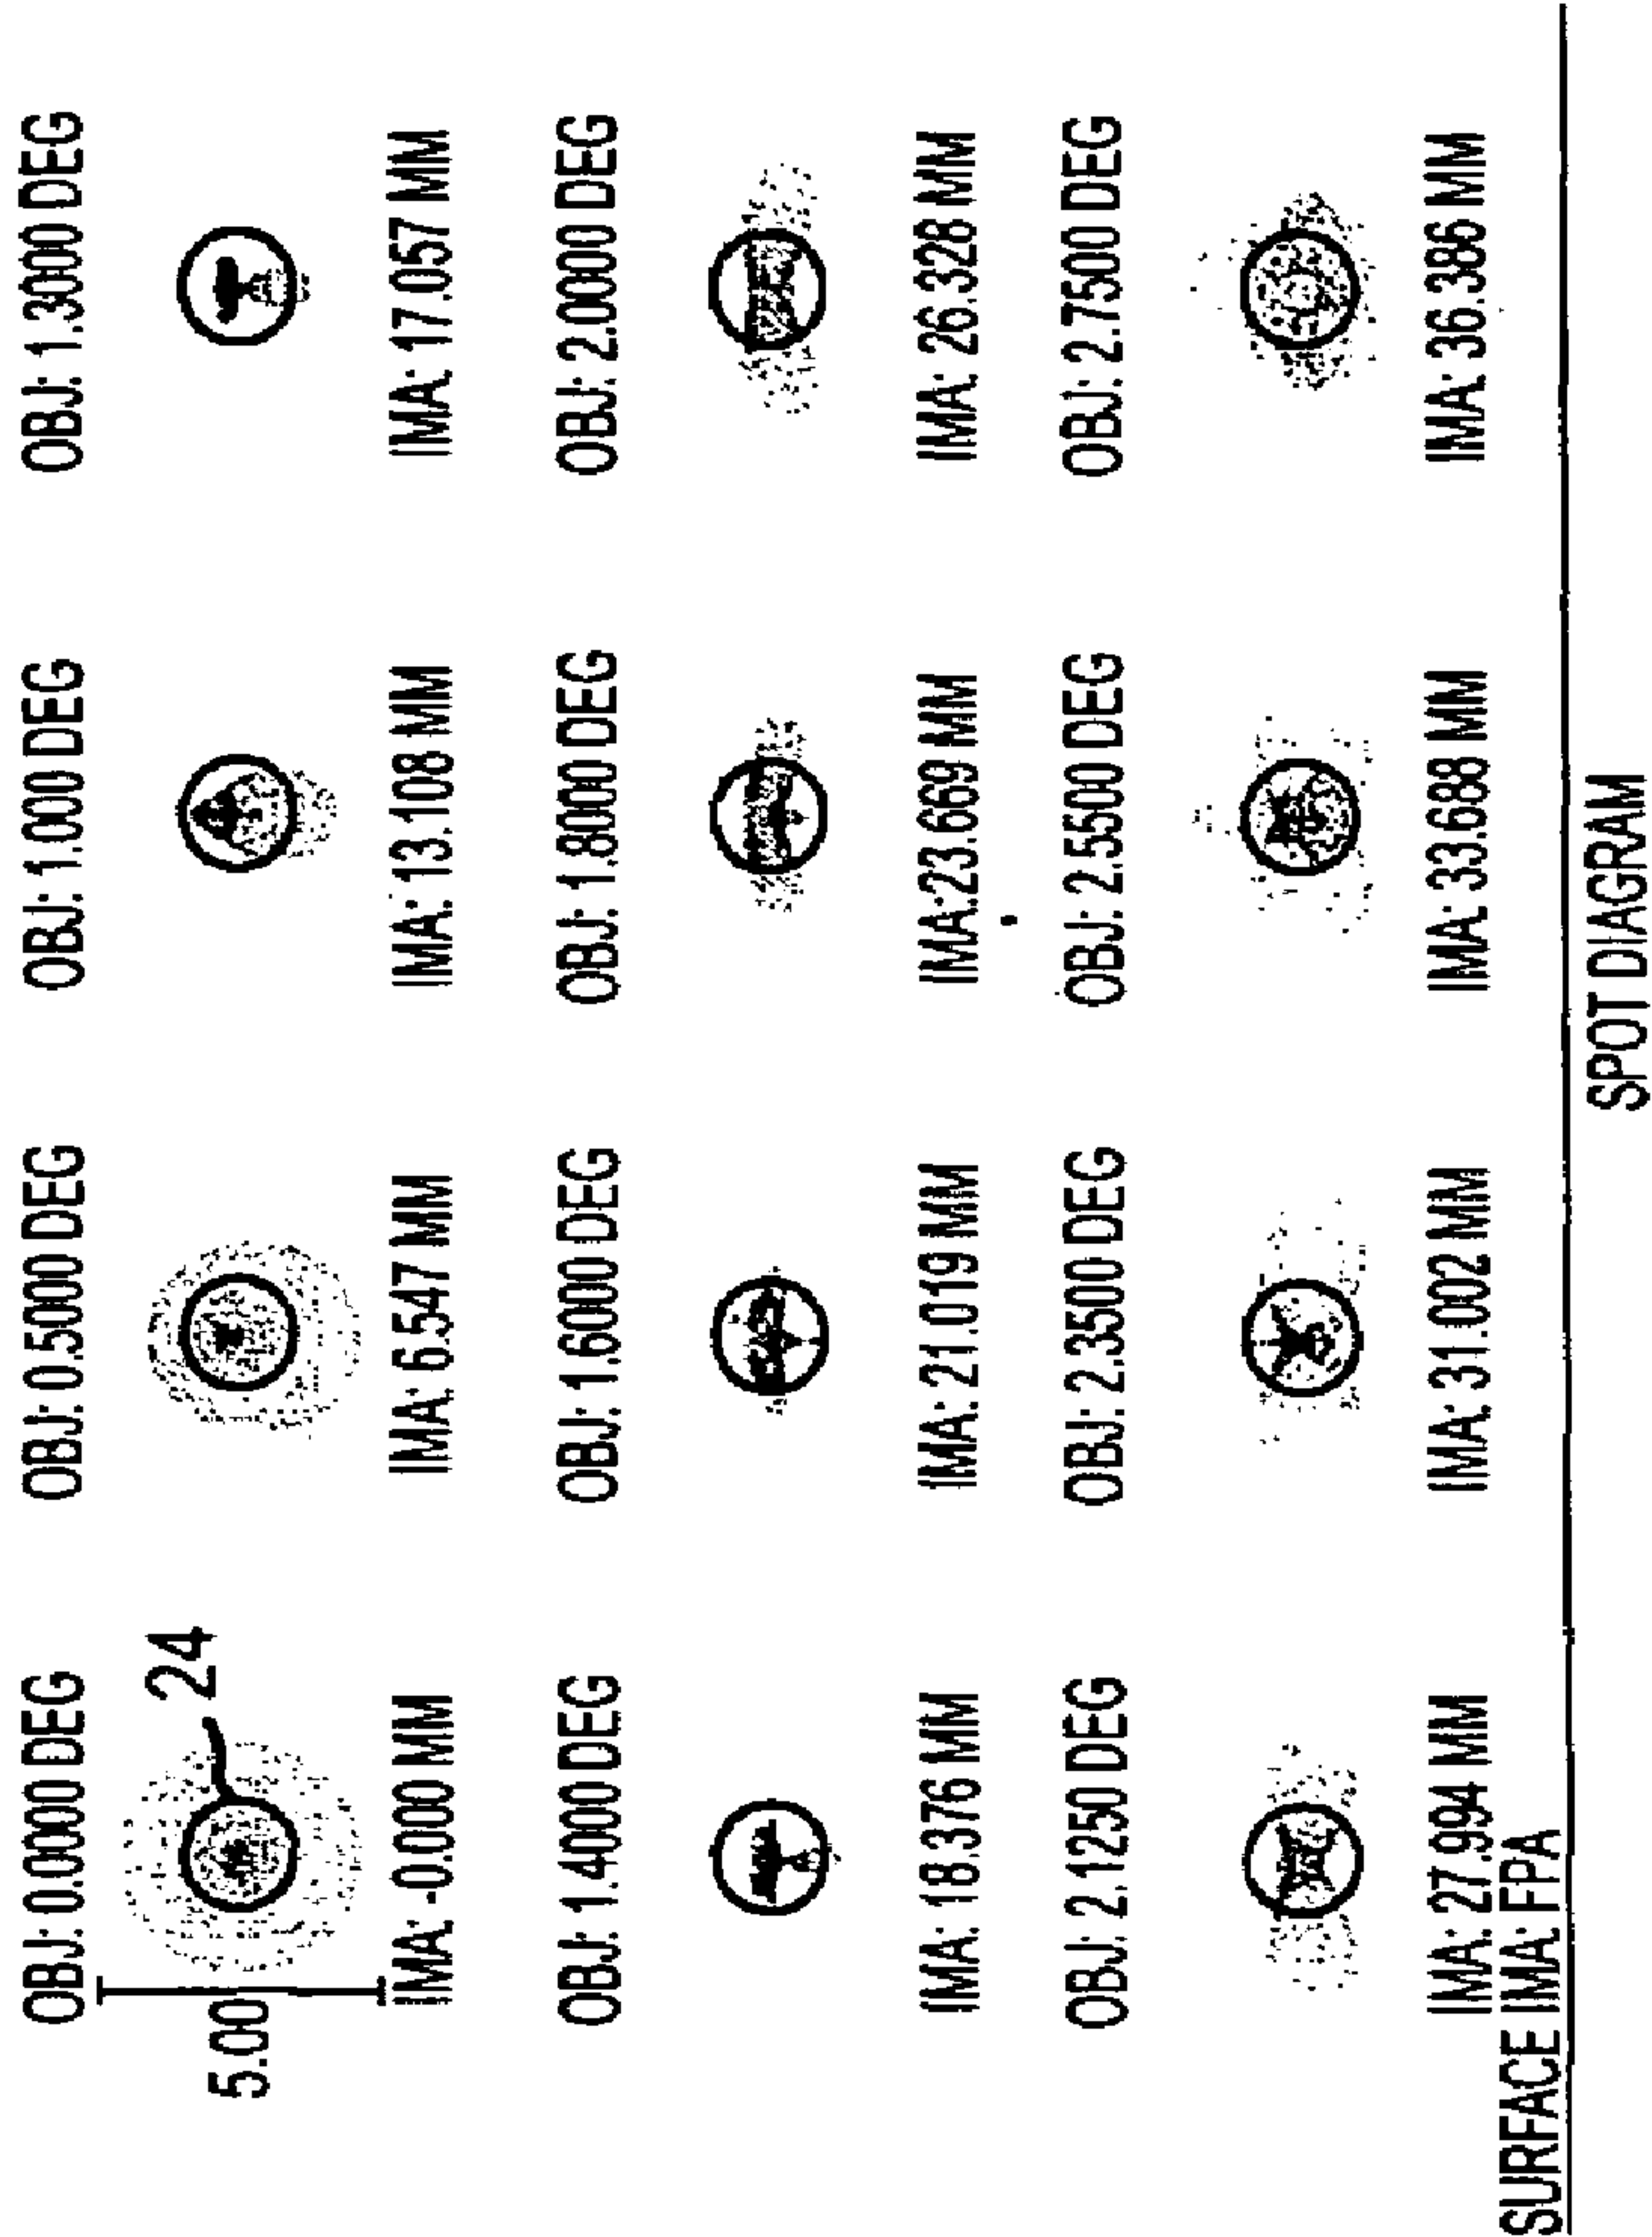 OBJ: 0.0000 DEG
OBJ: 0.5000 DEG
OBJ: 1.000 DEG
OBJ: 1.3000 DEG
24
5.00
IMA: -0.000 MM
IMA: 6.547 MM
IMA: 13.108 MM
IMA: 17.057 MM
OBJ: 1.4000 DEG
OBJ: 1.6000 DEG
OBJ: 1.8000 DEG
OBJ: 2.0000 DEG
IMA: 18.376 MM
IMA: 21.019 MM
IMA:23.669 MM
IMA: 26.328 MM
OBJ: 2.1250 DEG
OBJ: 2.3500 DEG
OBJ: 2.5500 DEG
OBJ: 2.7500 DEG
IMA: 27.994 MM
IMA: 31.002 MM
IMA: 33.688 MM
IMA: 36.386 MM
SURFACE IMA: FPA
SPOT DIAGRAM